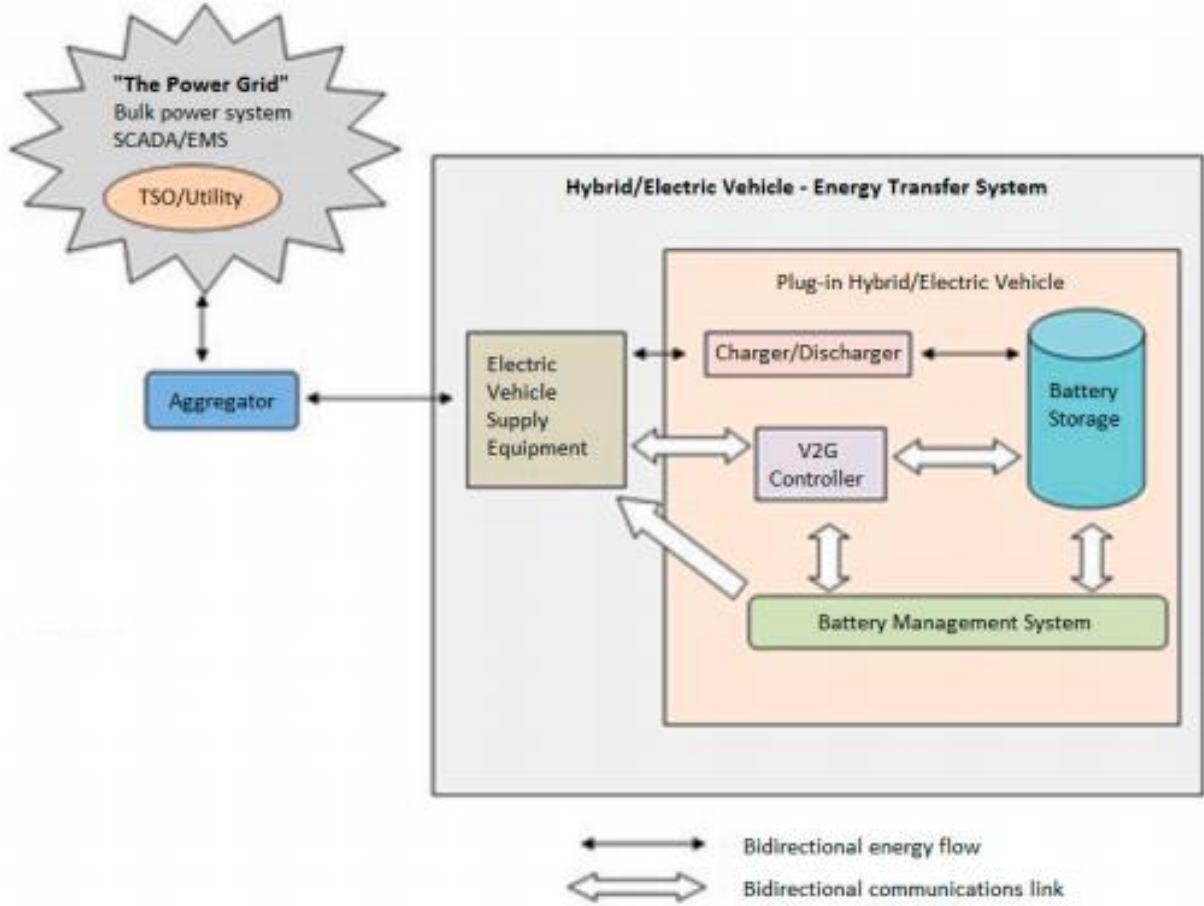 "The Power Grid"
Bulk power system
SCADA/EMS
TSO/Utility
Hybrid/Electric Vehicle - Energy Transfer System
Plug-in Hybrid/Electric Vehicle
Electric
Vehicle
Supply
Equipment
Charger/Discharger
Battery
Storage
Aggregator
V2G
Controller
Battery Management System
Bidirectional energy flow
Bidirectional communications link